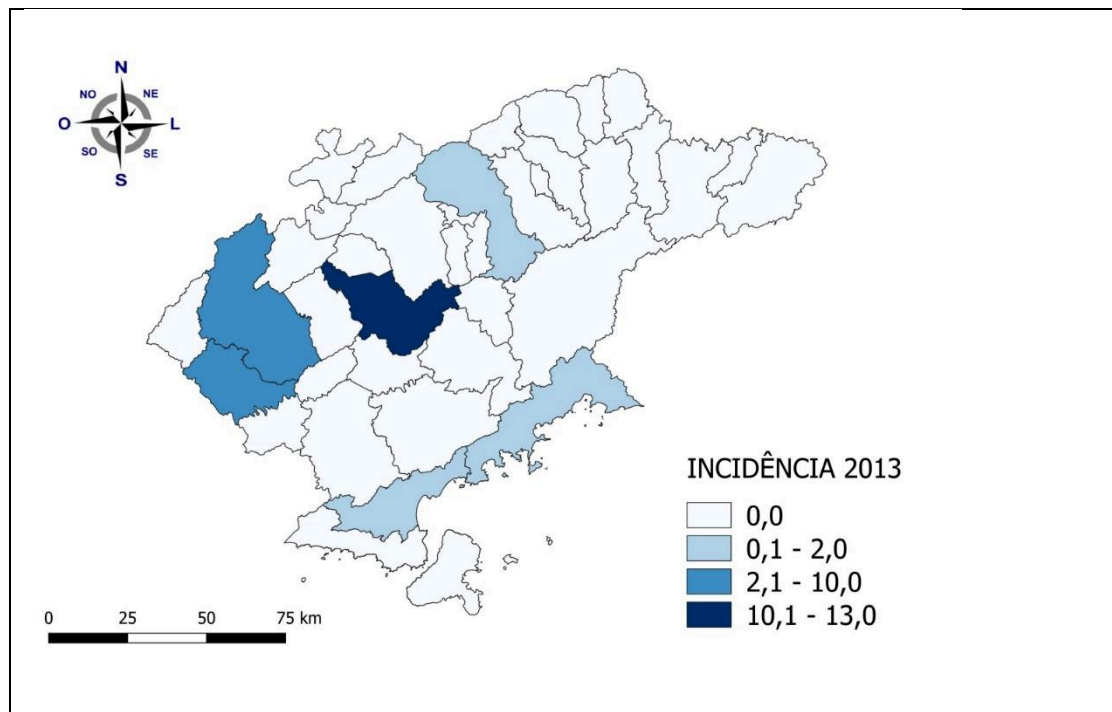 N
NO NE
O L
SO SE
S
INCIDÊNCIA 2013
0,0
0,1 - 2,0
2,1 - 10,0
10,1 - 13,0
0 25 50 75 km